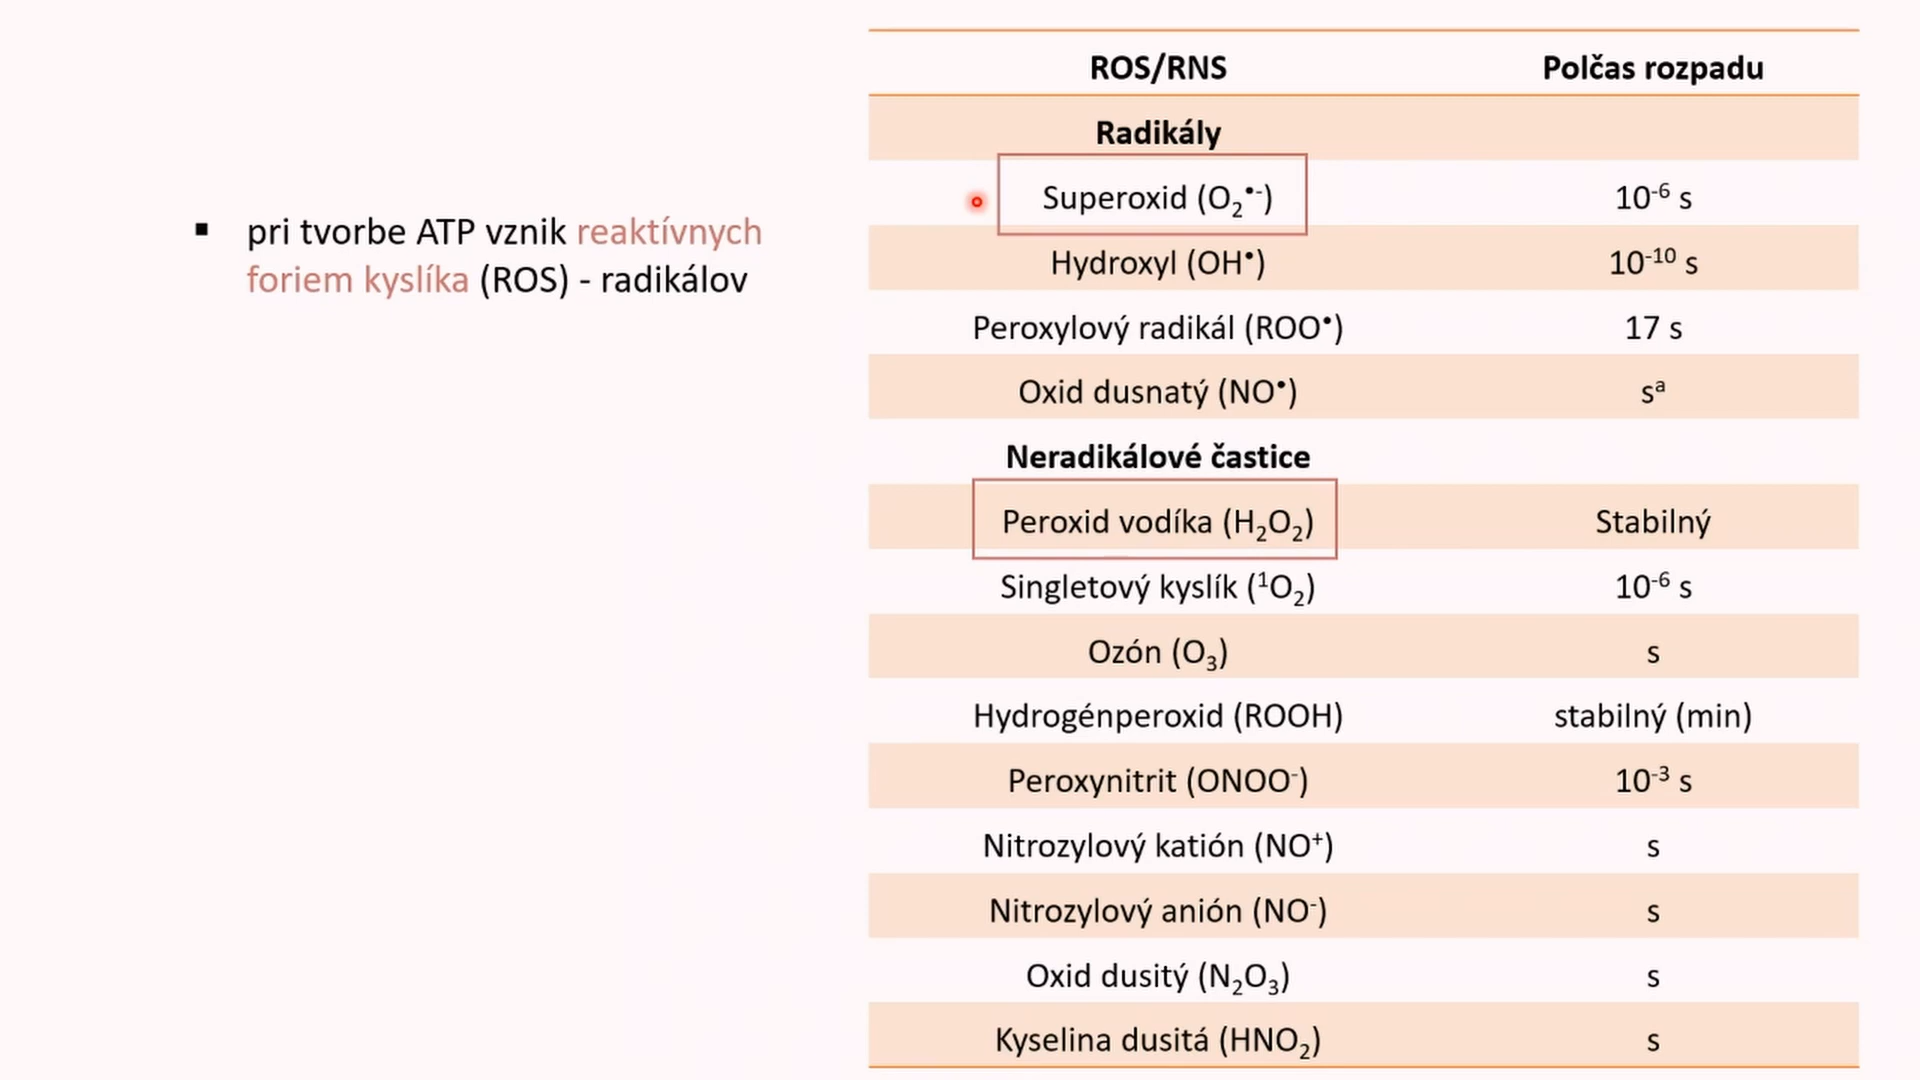 ▪ pri tvorbe ATP vznik reaktívnych
foriem kyslíka (ROS) - radikálov
ROS/RNS Polčas rozpadu
Radikály
Superoxid (O₂•⁻) 10⁻⁶ s
Hydroxyl (OH•) 10⁻¹⁰ s
Peroxylový radikál (ROO•) 17 s
Oxid dusnatý (NO•) sᵃ
Neradikálové častice
Peroxid vodíka (H₂O₂) Stabilný
Singletový kyslík (¹O₂) 10⁻⁶ s
Ozón (O₃) s
Hydrogénperoxid (ROOH) stabilný (min)
Peroxynitrit (ONOO⁻) 10⁻³ s
Nitrozylový katión (NO⁺) s
Nitrozylový anión (NO⁻) s
Oxid dusitý (N₂O₃) s
Kyselina dusitá (HNO₂) s